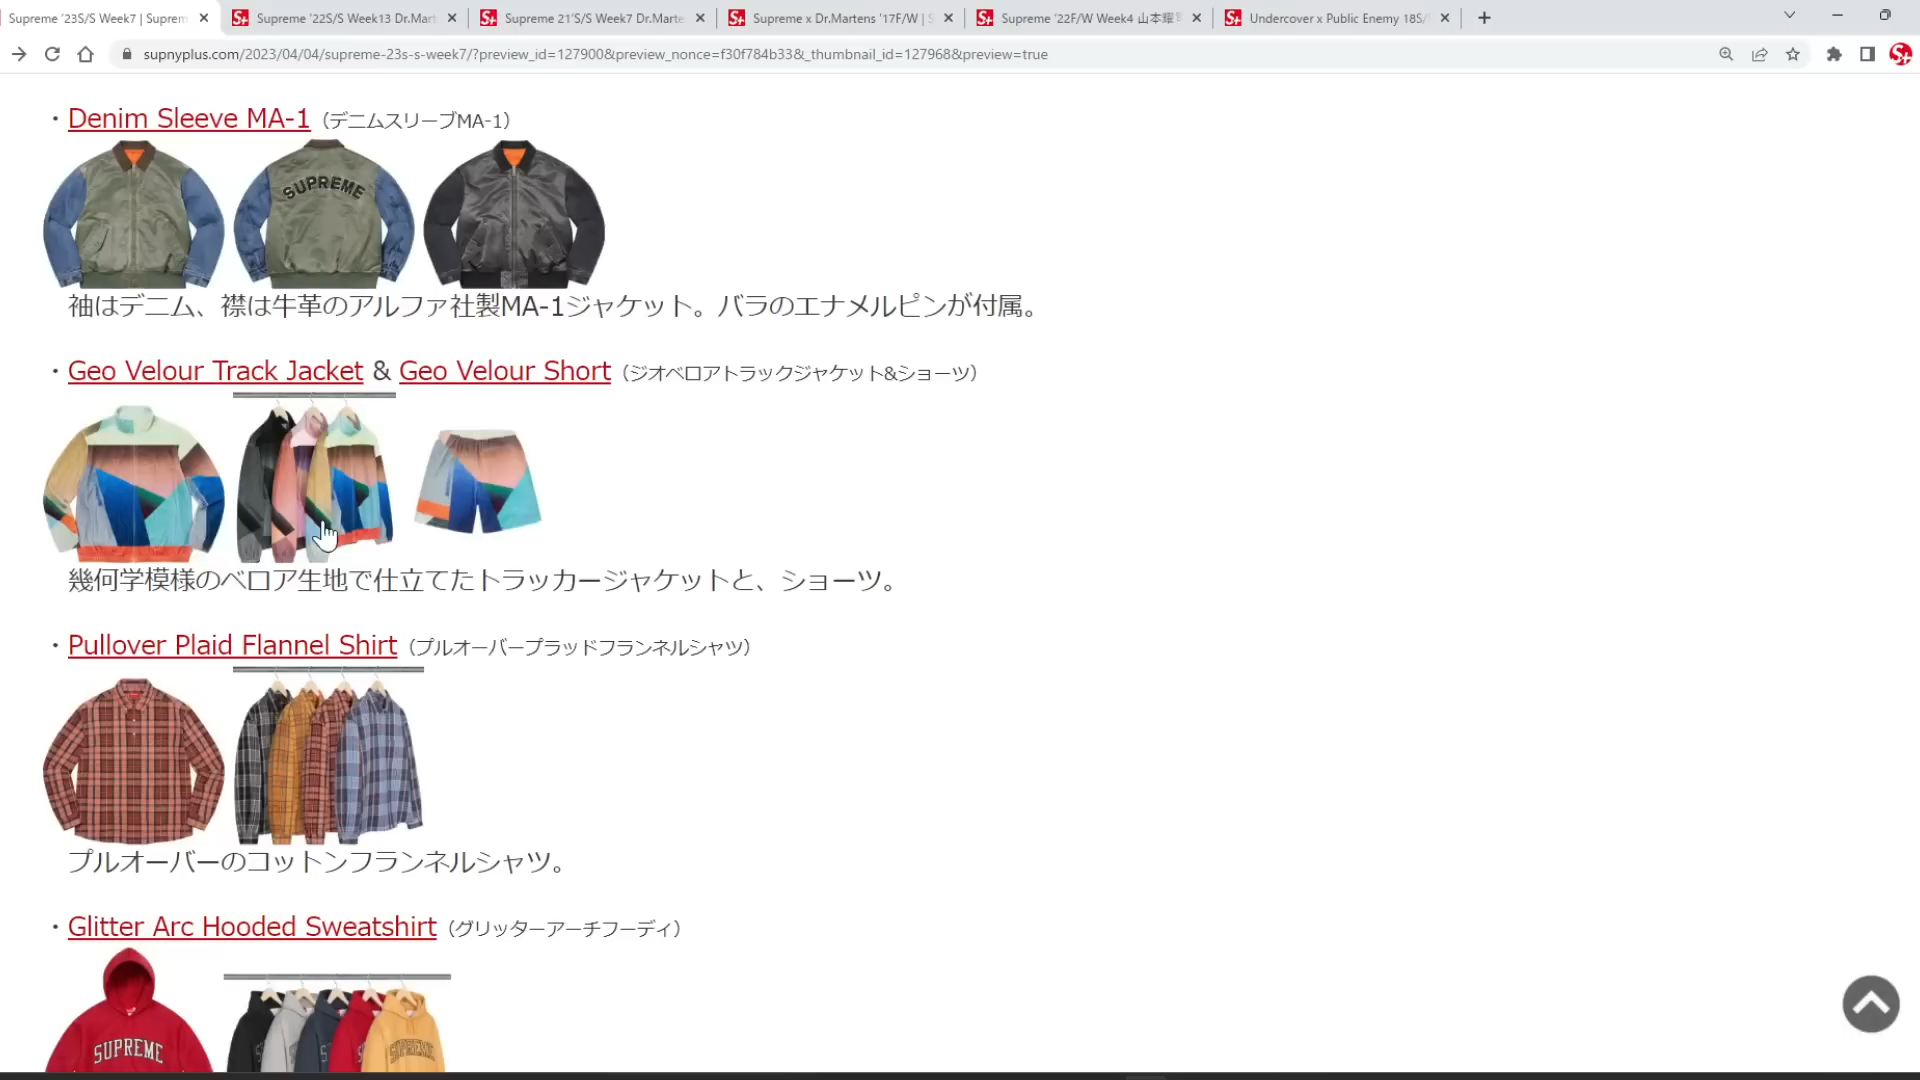 Supreme '23S/S Week7 | Suprem
Supreme '22S/S Week13 Dr.Mart
Supreme 21'S/S Week7 Dr.Marte
Supreme x Dr.Martens '17F/W | S
Supreme '22F/W Week4 山本耀
Undercover x Public Enemy 18S/
supnyplus.com/2023/04/04/supreme-23s-s-week7/?preview_id=127900&preview_nonce=f30f784b33&_thumbnail_id=127968&preview=true
・Denim Sleeve MA-1（デニムスリーブMA-1）
SUPREME
袖はデニム、襟は牛革のアルファ社製MA-1ジャケット。バラのエナメルピンが付属。
・Geo Velour Track Jacket & Geo Velour Short（ジオベロアトラックジャケット&ショーツ）
幾何学模様のベロア生地で仕立てたトラッカージャケットと、ショーツ。
・Pullover Plaid Flannel Shirt（プルオーバープラッドフランネルシャツ）
プルオーバーのコットンフランネルシャツ。
・Glitter Arc Hooded Sweatshirt（グリッターアーチフーディ）
SUPREME
SUPREME